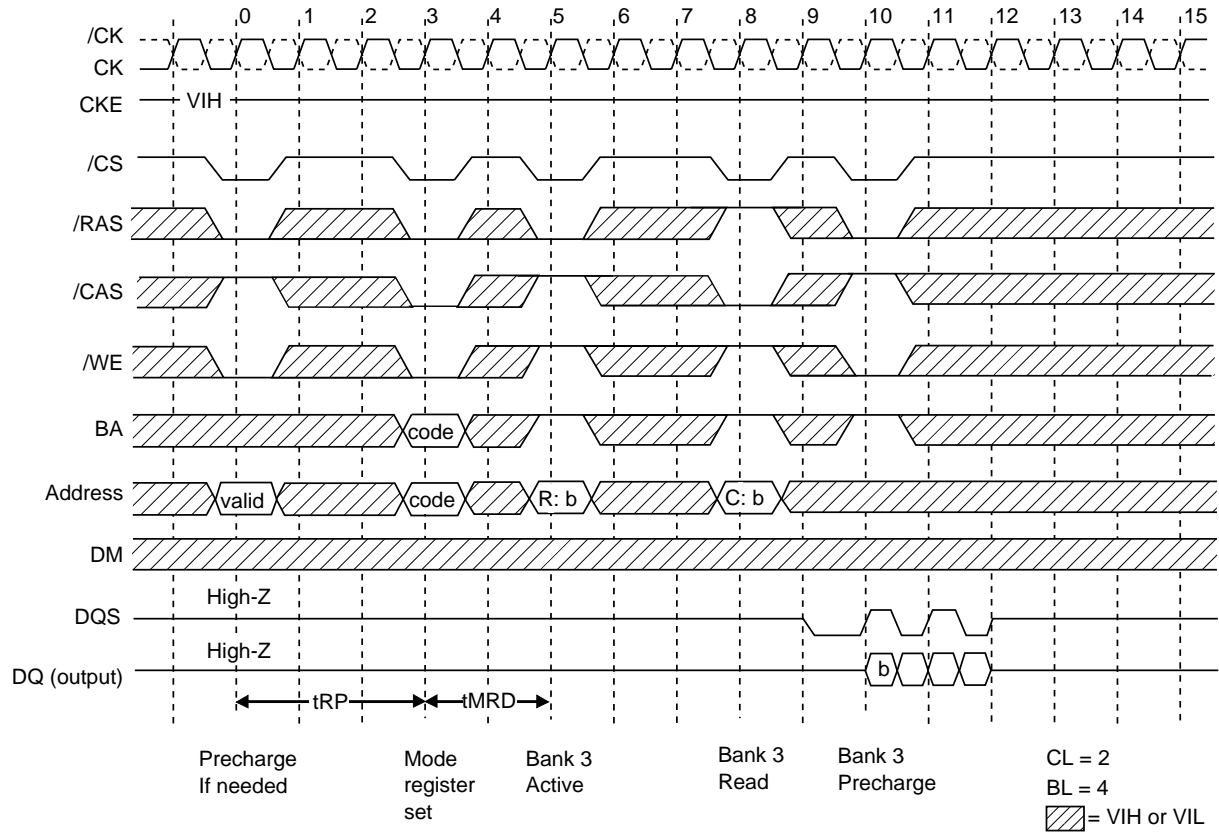 0 1 2 3 4 5 6 7 8 9 10 11 12 13 14 15
/CK
CK
CKE VIH
/CS
/RAS
/CAS
/WE
BA code
Address valid code R: b C: b
DM
High-Z
DQS
High-Z
DQ (output) b
tRP tMRD
Precharge
If needed
Mode
register
set
Bank 3
Active
Bank 3
Read
Bank 3
Precharge
CL = 2
BL = 4
= VIH or VIL